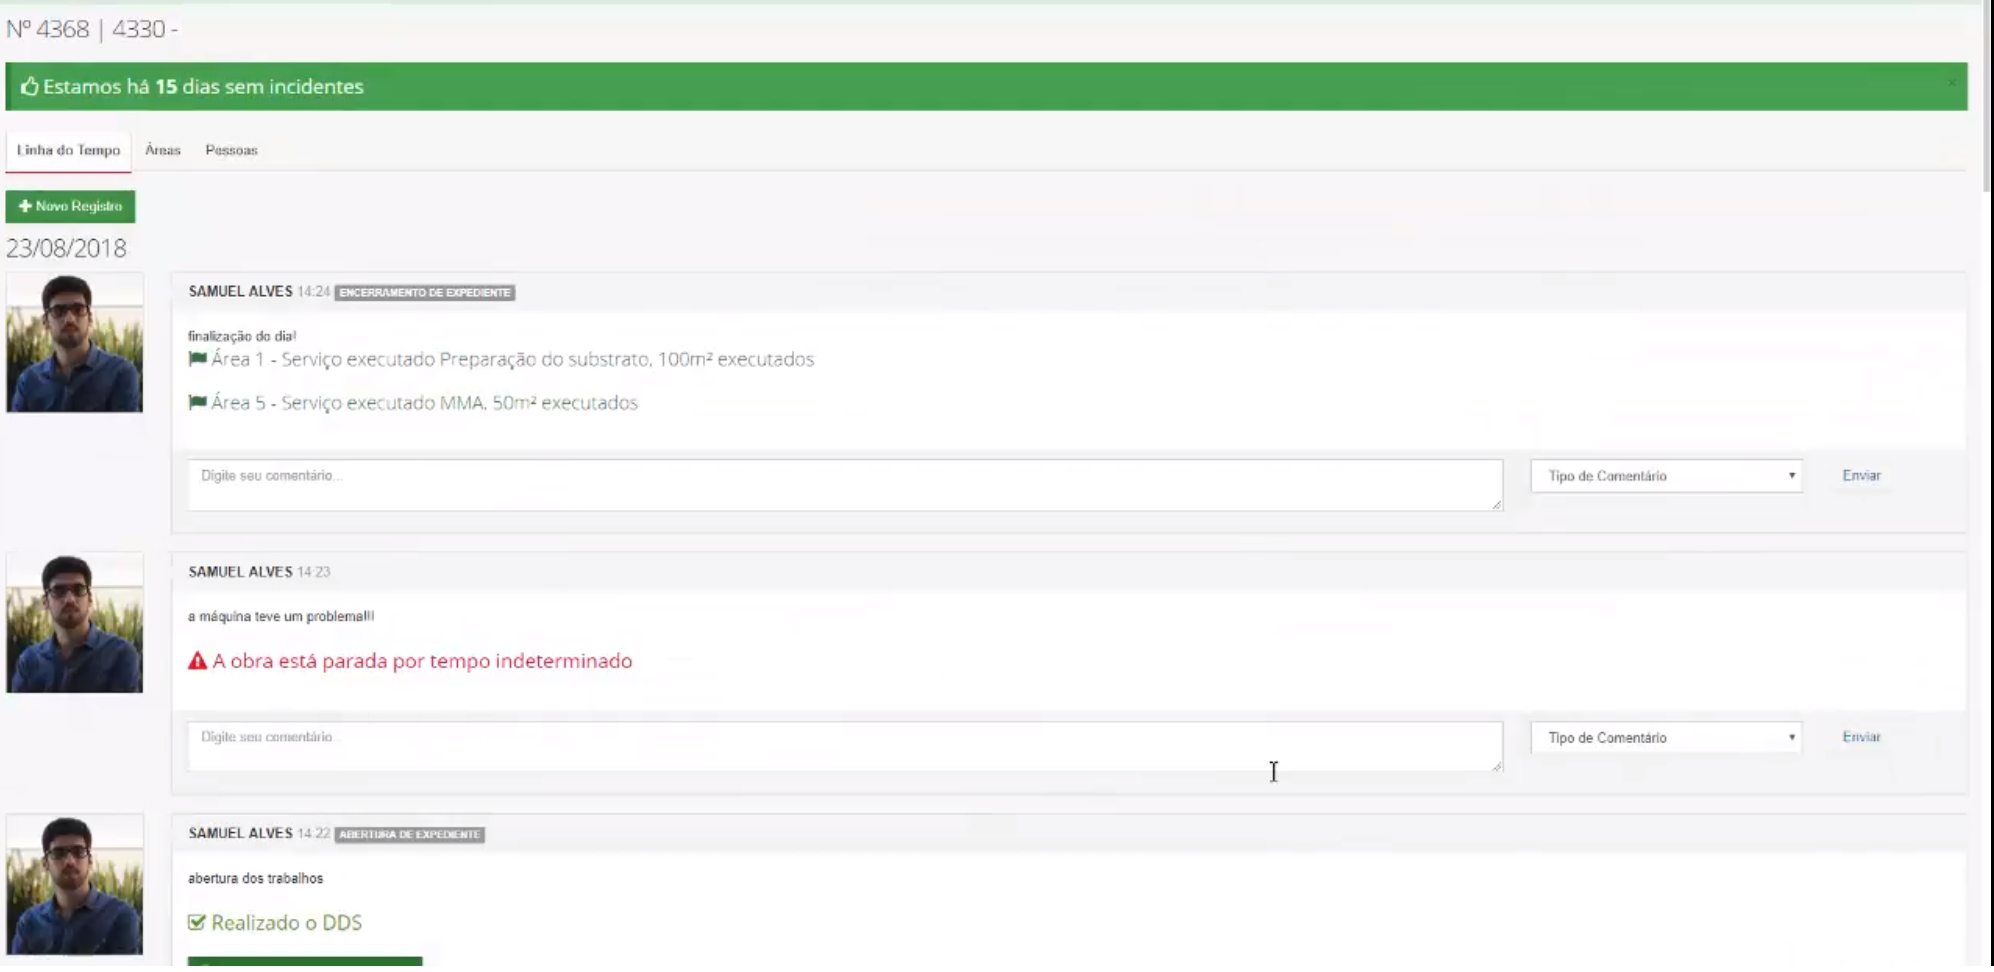 Nº 4368 | 4330 -
Estamos há 15 dias sem incidentes
×
Linha do Tempo Áreas Pessoas
Novo Registro
23/08/2018
SAMUEL ALVES 14:24 ENCERRAMENTO DE EXPEDIENTE
finalização do dia!
Área 1 - Serviço executado Preparação do substrato, 100m² executados
Área 5 - Serviço executado MMA, 50m² executados
Digite seu comentário... Tipo de Comentário Enviar
SAMUEL ALVES 14:23
a máquina teve um problema!!!
A obra está parada por tempo indeterminado
Digite seu comentário... Tipo de Comentário Enviar
SAMUEL ALVES 14:22 ABERTURA DE EXPEDIENTE
abertura dos trabalhos
Realizado o DDS